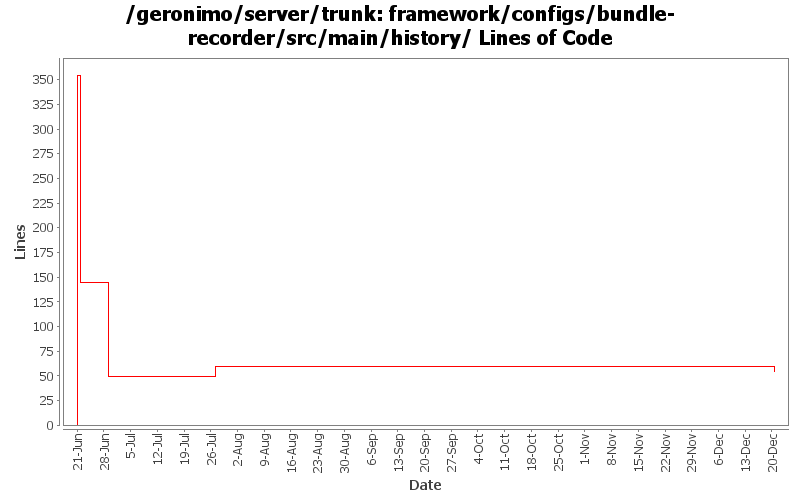 /geronimo/server/trunk: framework/configs/bundle-
recorder/src/main/history/ Lines of Code
350
325
300
275
250
225
200
175
150
125
100
75
50
25
0
Lines
21-Jun
28-Jun
5-Jul
12-Jul
19-Jul
26-Jul
2-Aug
9-Aug
16-Aug
23-Aug
30-Aug
6-Sep
13-Sep
20-Sep
27-Sep
4-Oct
11-Oct
18-Oct
25-Oct
1-Nov
8-Nov
15-Nov
22-Nov
29-Nov
6-Dec
13-Dec
20-Dec
Date